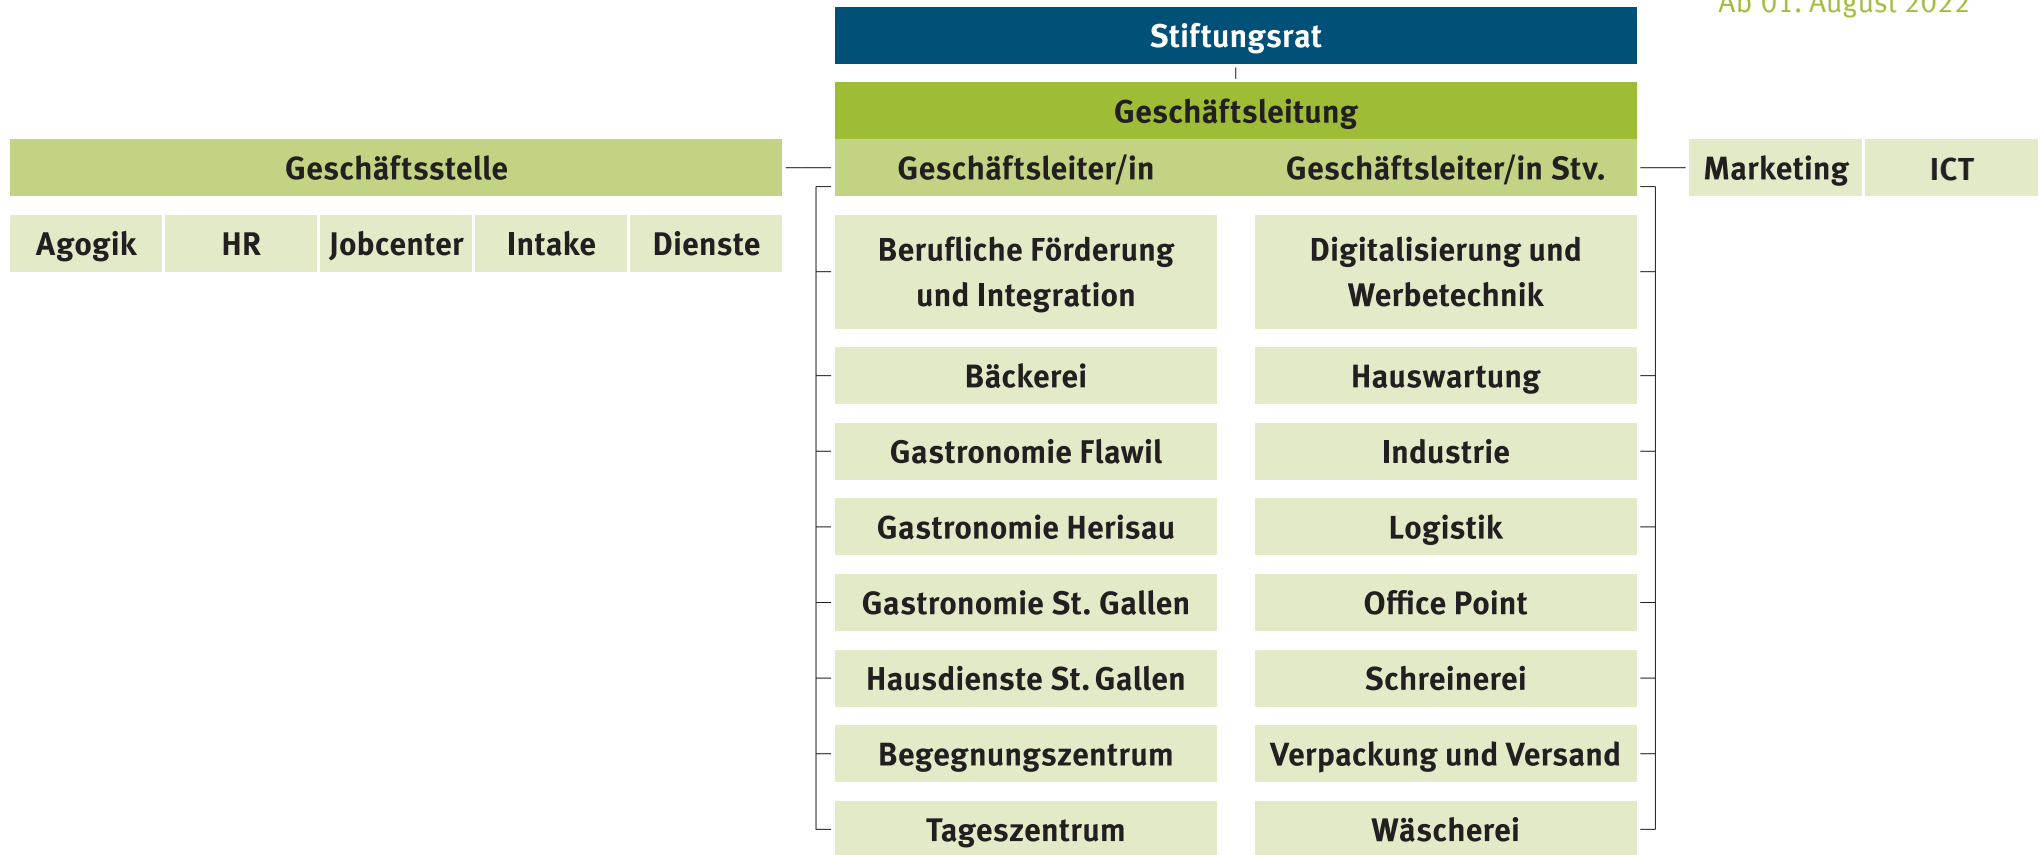 Ab 01. August 2022
Stiftungsrat
Geschäftsleitung
Geschäftsstelle
Geschäftsleiter/in
Geschäftsleiter/in Stv.
Marketing
ICT
Agogik
HR
Jobcenter
Intake
Dienste
Berufliche Förderung
und Integration
Digitalisierung und
Werbetechnik
Bäckerei
Hauswartung
Gastronomie Flawil
Industrie
Gastronomie Herisau
Logistik
Gastronomie St. Gallen
Office Point
Hausdienste St. Gallen
Schreinerei
Begegnungszentrum
Verpackung und Versand
Tageszentrum
Wäscherei